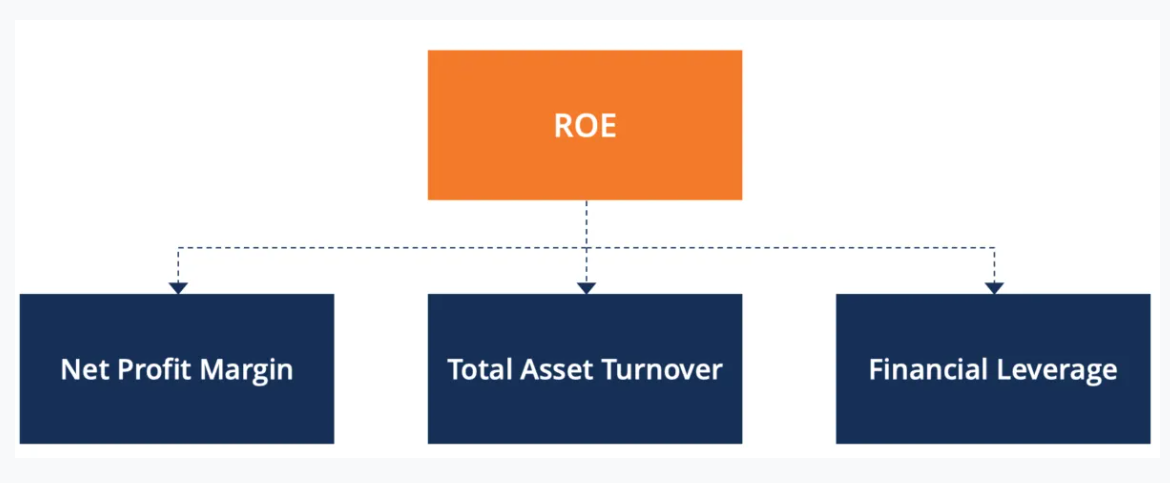 ROE
Net Profit Margin
Total Asset Turnover
Financial Leverage